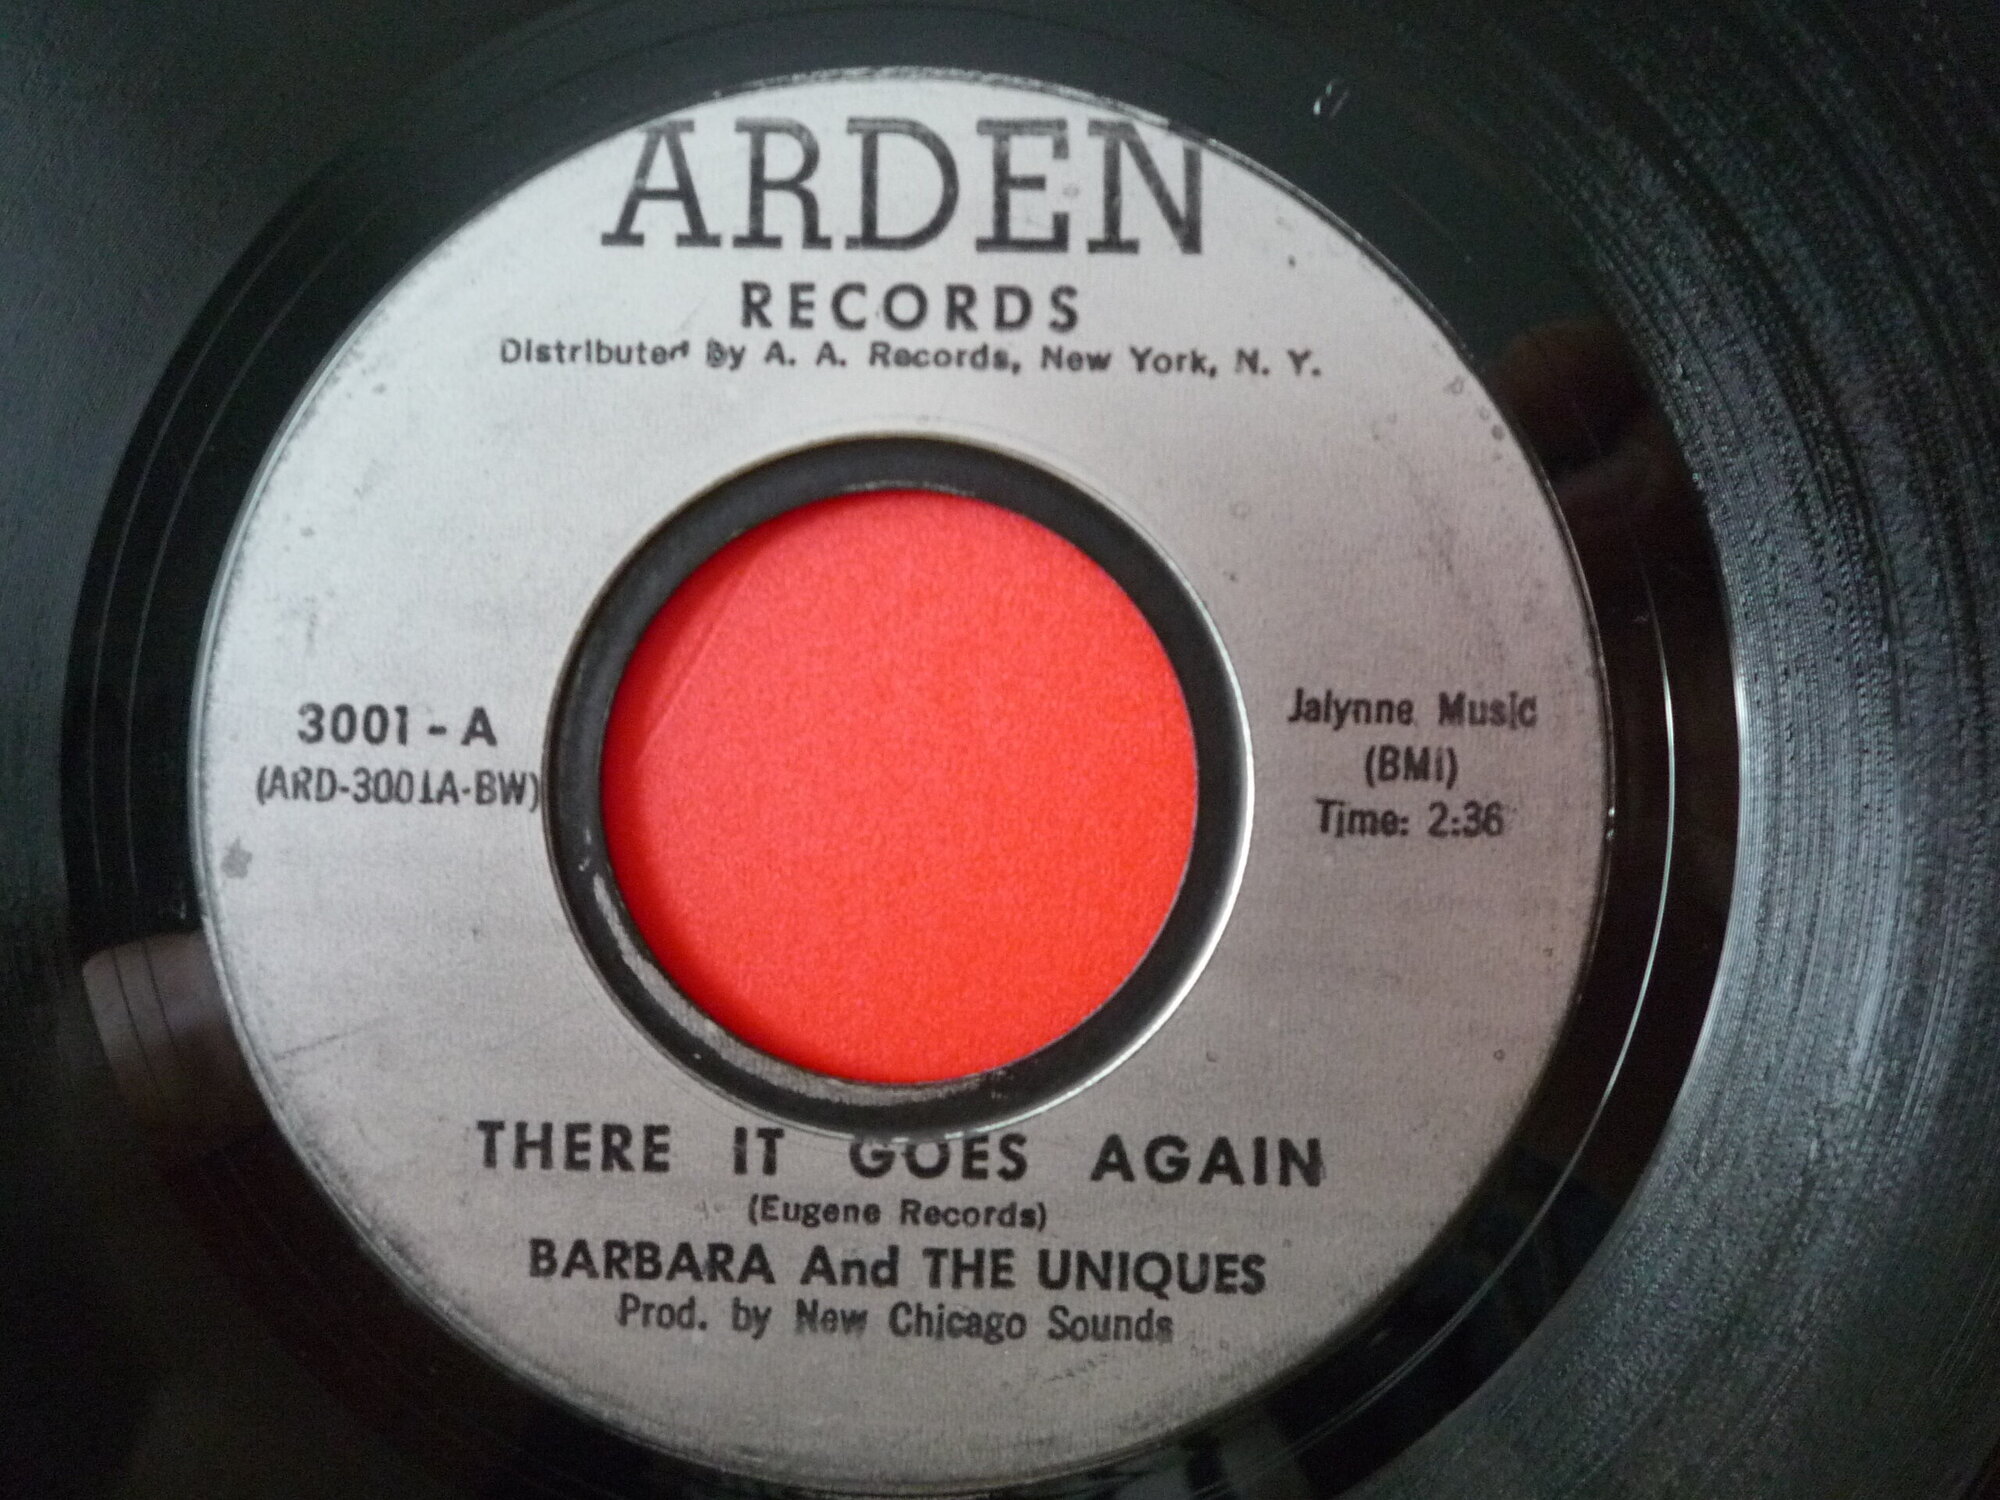 ARDEN
RECORDS
Distributed By A. A. Records, New York, N. Y.
3001 - A
(ARD-3001A-BW)
Jalynne Music
(BMI)
Time: 2:36
THERE IT GOES AGAIN
(Eugene Records)
BARBARA And THE UNIQUES
Prod. by New Chicago Sounds